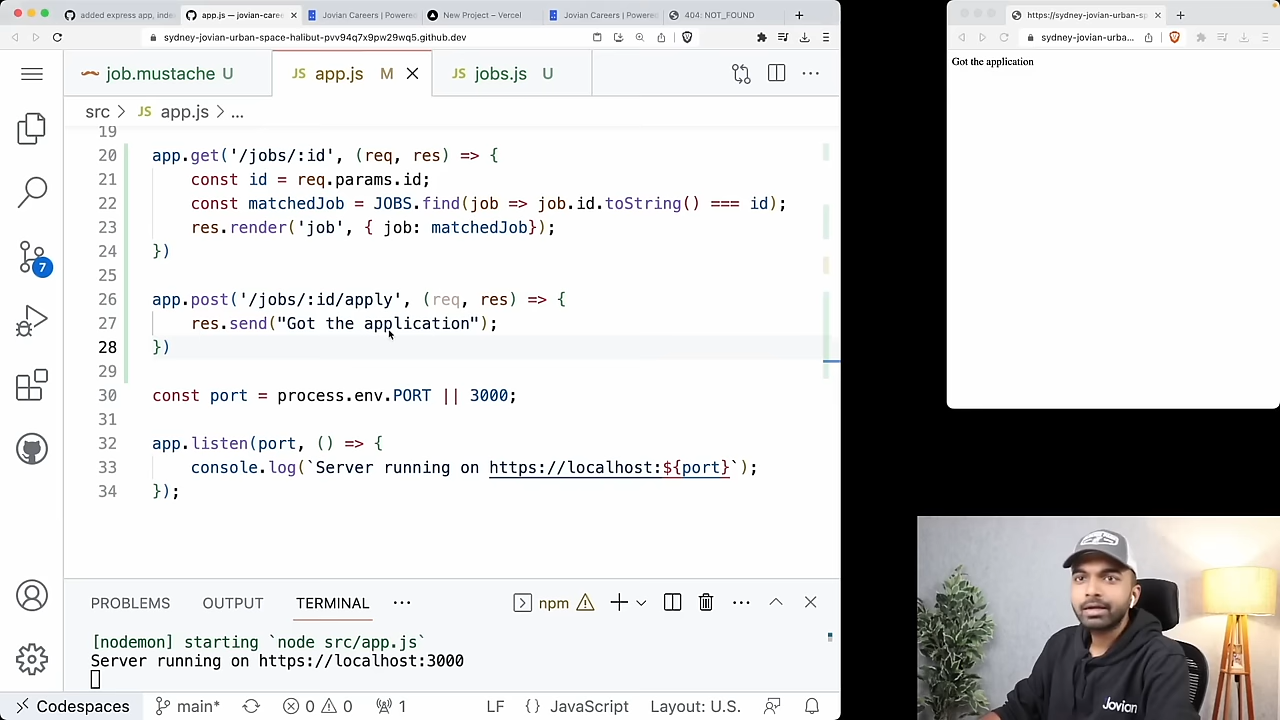 added express app, inde
app.js — jovian-caree
Jovian Careers | Powere
New Project – Vercel
Jovian Careers | Powere
404: NOT_FOUND
sydney-jovian-urban-space-halibut-pvv94q7x9pw29wq5.github.dev
job.mustache U
JS app.js M
JS jobs.js U
src > JS app.js > ...
19
20 app.get('/jobs/:id', (req, res) => {
21 const id = req.params.id;
22 const matchedJob = JOBS.find(job => job.id.toString() === id);
23 res.render('job', { job: matchedJob});
24 })
25
26 app.post('/jobs/:id/apply', (req, res) => {
27 res.send("Got the application");
28 })
29
30 const port = process.env.PORT || 3000;
31
32 app.listen(port, () => {
33 console.log(`Server running on https://localhost:${port}`);
34 });
7
PROBLEMS OUTPUT TERMINAL ... npm
[nodemon] starting `node src/app.js`
Server running on https://localhost:3000
Codespaces main* 0 0 1 LF {} JavaScript Layout: U.S.
https://sydney-jovian-urban-s
sydney-jovian-urba...
Got the application
Jovian